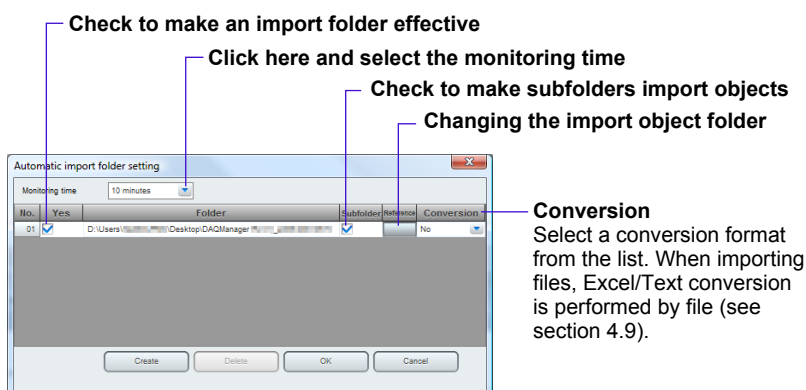 Check to make an import folder effective
Click here and select the monitoring time
Check to make subfolders import objects
Changing the import object folder
Automatic import folder setting
Monitoring time 10 minutes
No. Yes Folder Subfolder Reference Conversion
01 D:\Users\ \Desktop\DAQManager No
Create Delete OK Cancel
Conversion
Select a conversion format
from the list. When importing
files, Excel/Text conversion
is performed by file (see
section 4.9).